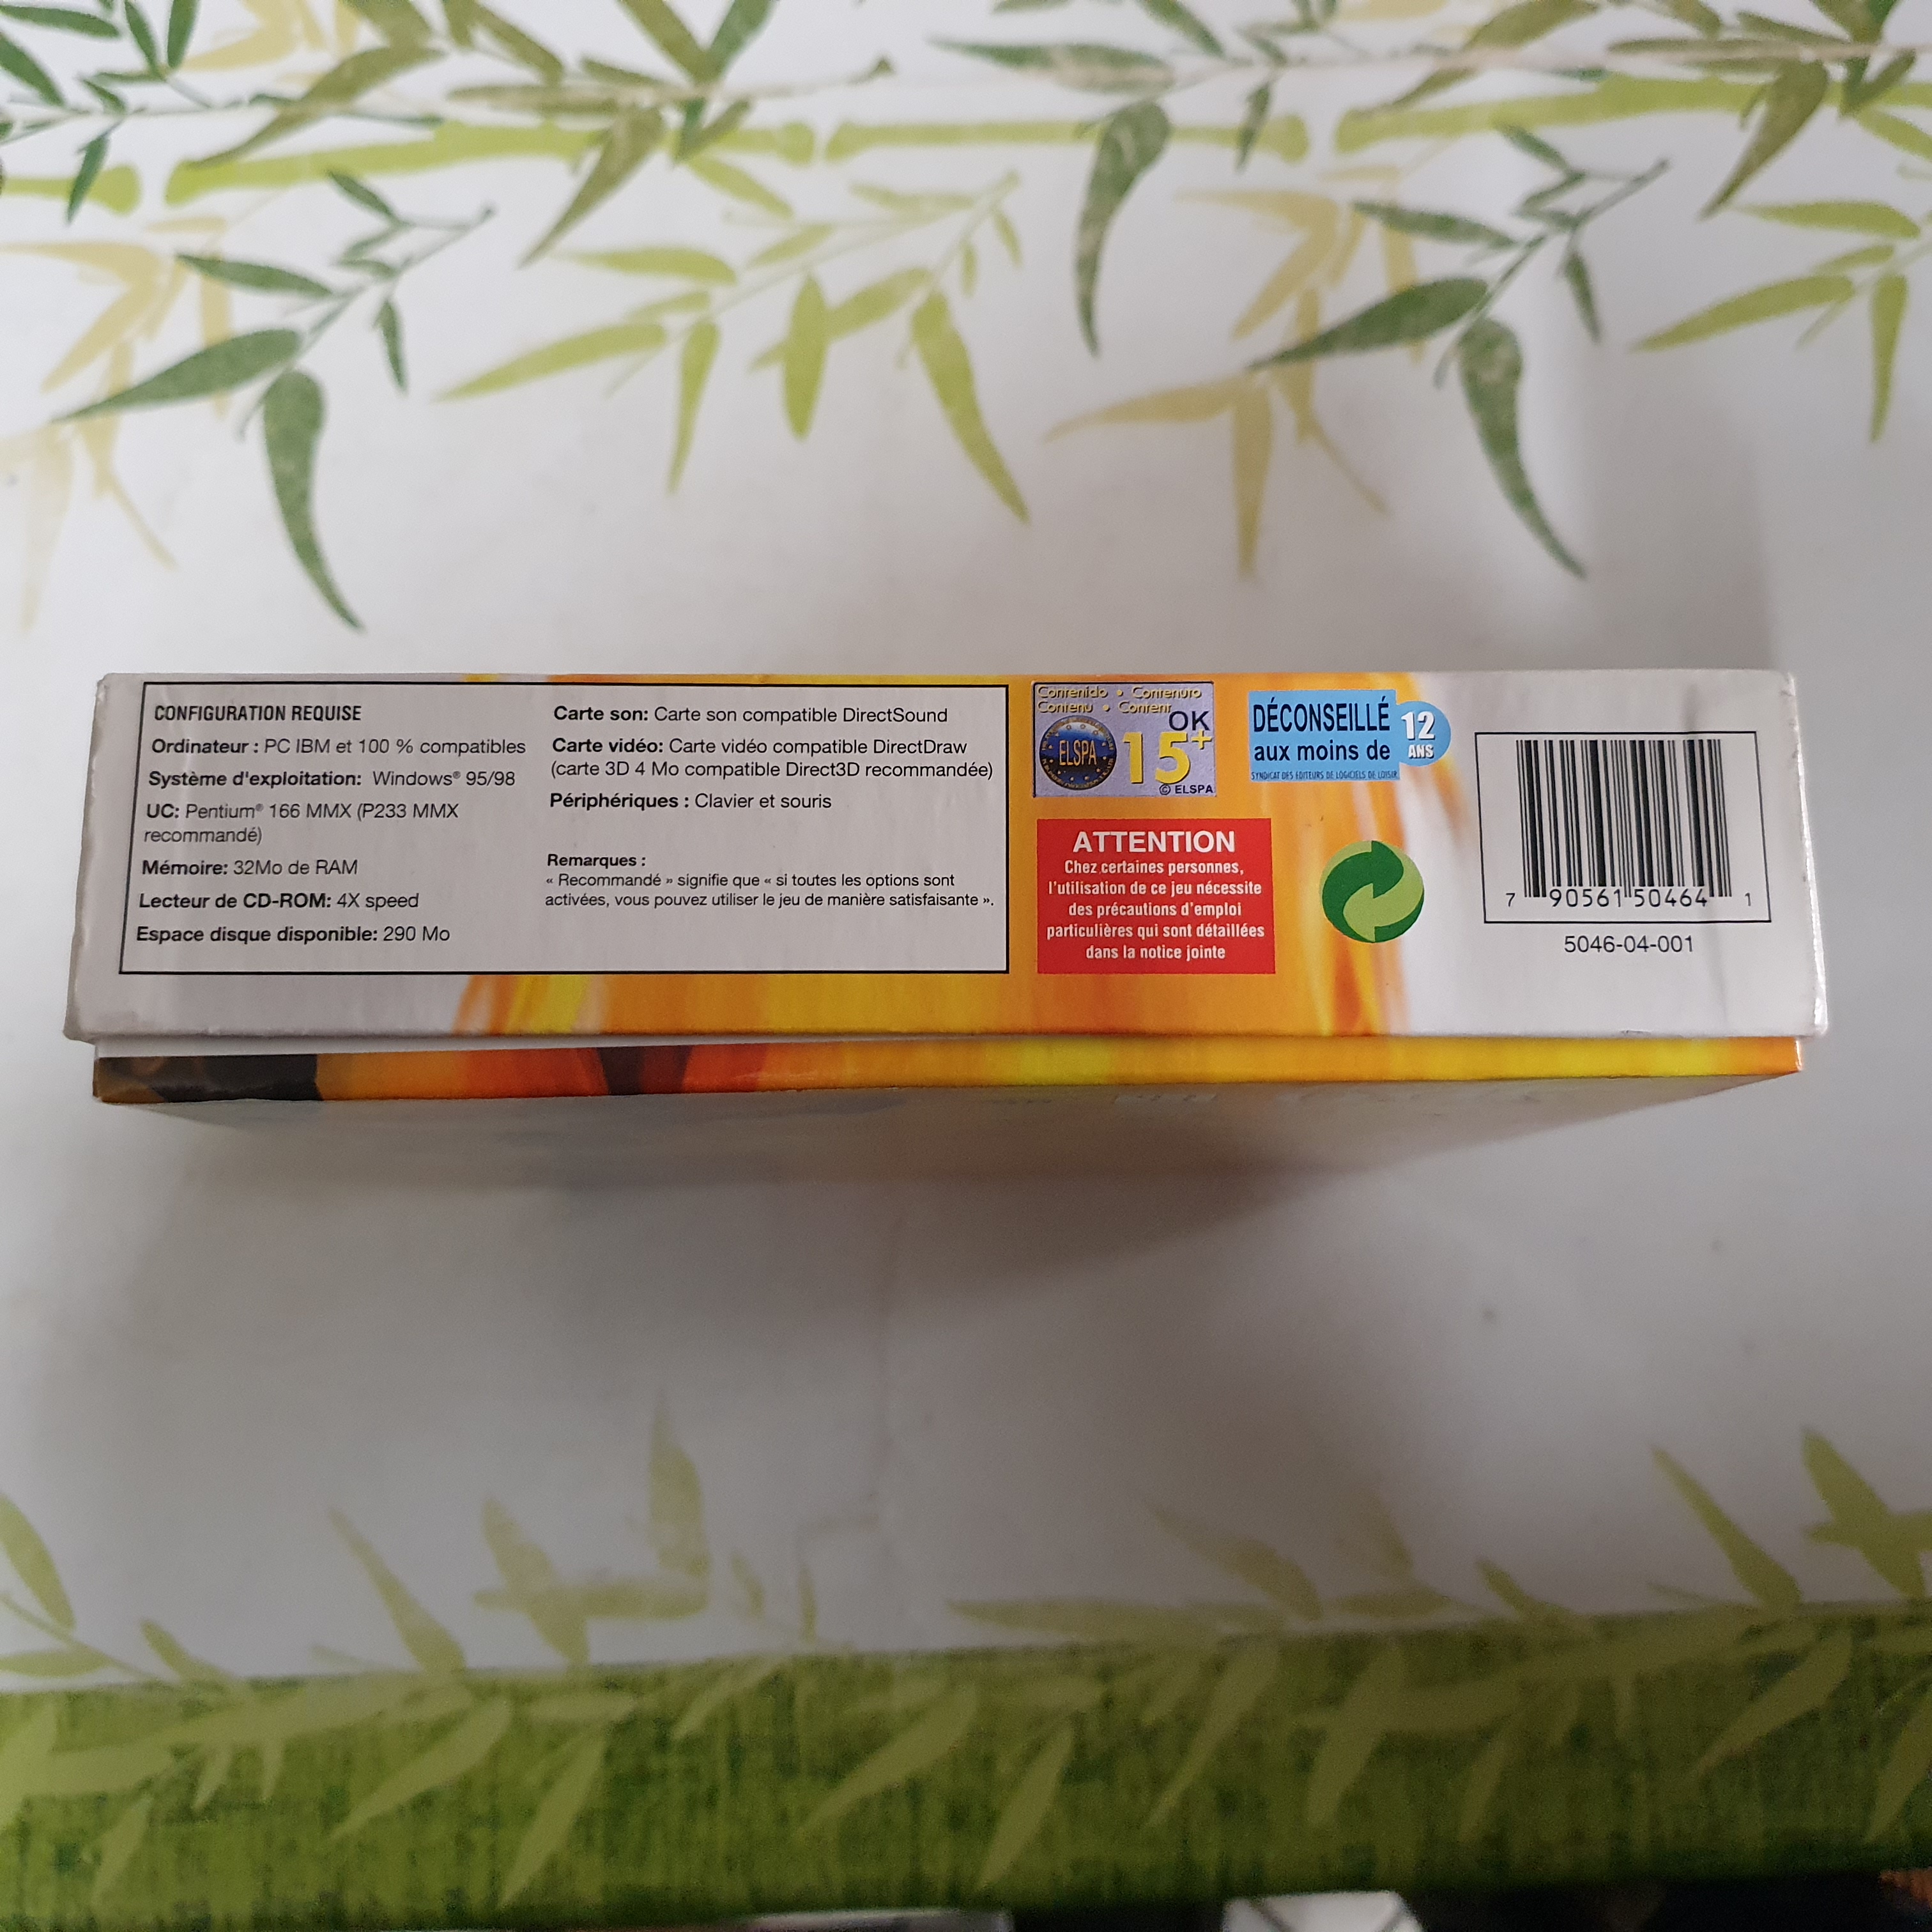 CONFIGURATION REQUISE
Ordinateur : PC IBM et 100 % compatibles
Système d'exploitation: Windows® 95/98
UC: Pentium® 166 MMX (P233 MMX
recommandé)
Mémoire: 32Mo de RAM
Lecteur de CD-ROM: 4X speed
Espace disque disponible: 290 Mo
Carte son: Carte son compatible DirectSound
Carte vidéo: Carte vidéo compatible DirectDraw
(carte 3D 4 Mo compatible Direct3D recommandée)
Périphériques : Clavier et souris
Remarques :
« Recommandé » signifie que « si toutes les options sont
activées, vous pouvez utiliser le jeu de manière satisfaisante ».
Contenido • Contenuto
Contenu • Content
OK
ELSPA
15+
© ELSPA
DÉCONSEILLÉ
aux moins de
12
ANS
SYNDICAT DES EDITEURS DE LOGICIELS DE LOISIR
ATTENTION
Chez certaines personnes,
l'utilisation de ce jeu nécessite
des précautions d'emploi
particulières qui sont détaillées
dans la notice jointe
7 90561 50464 1
5046-04-001